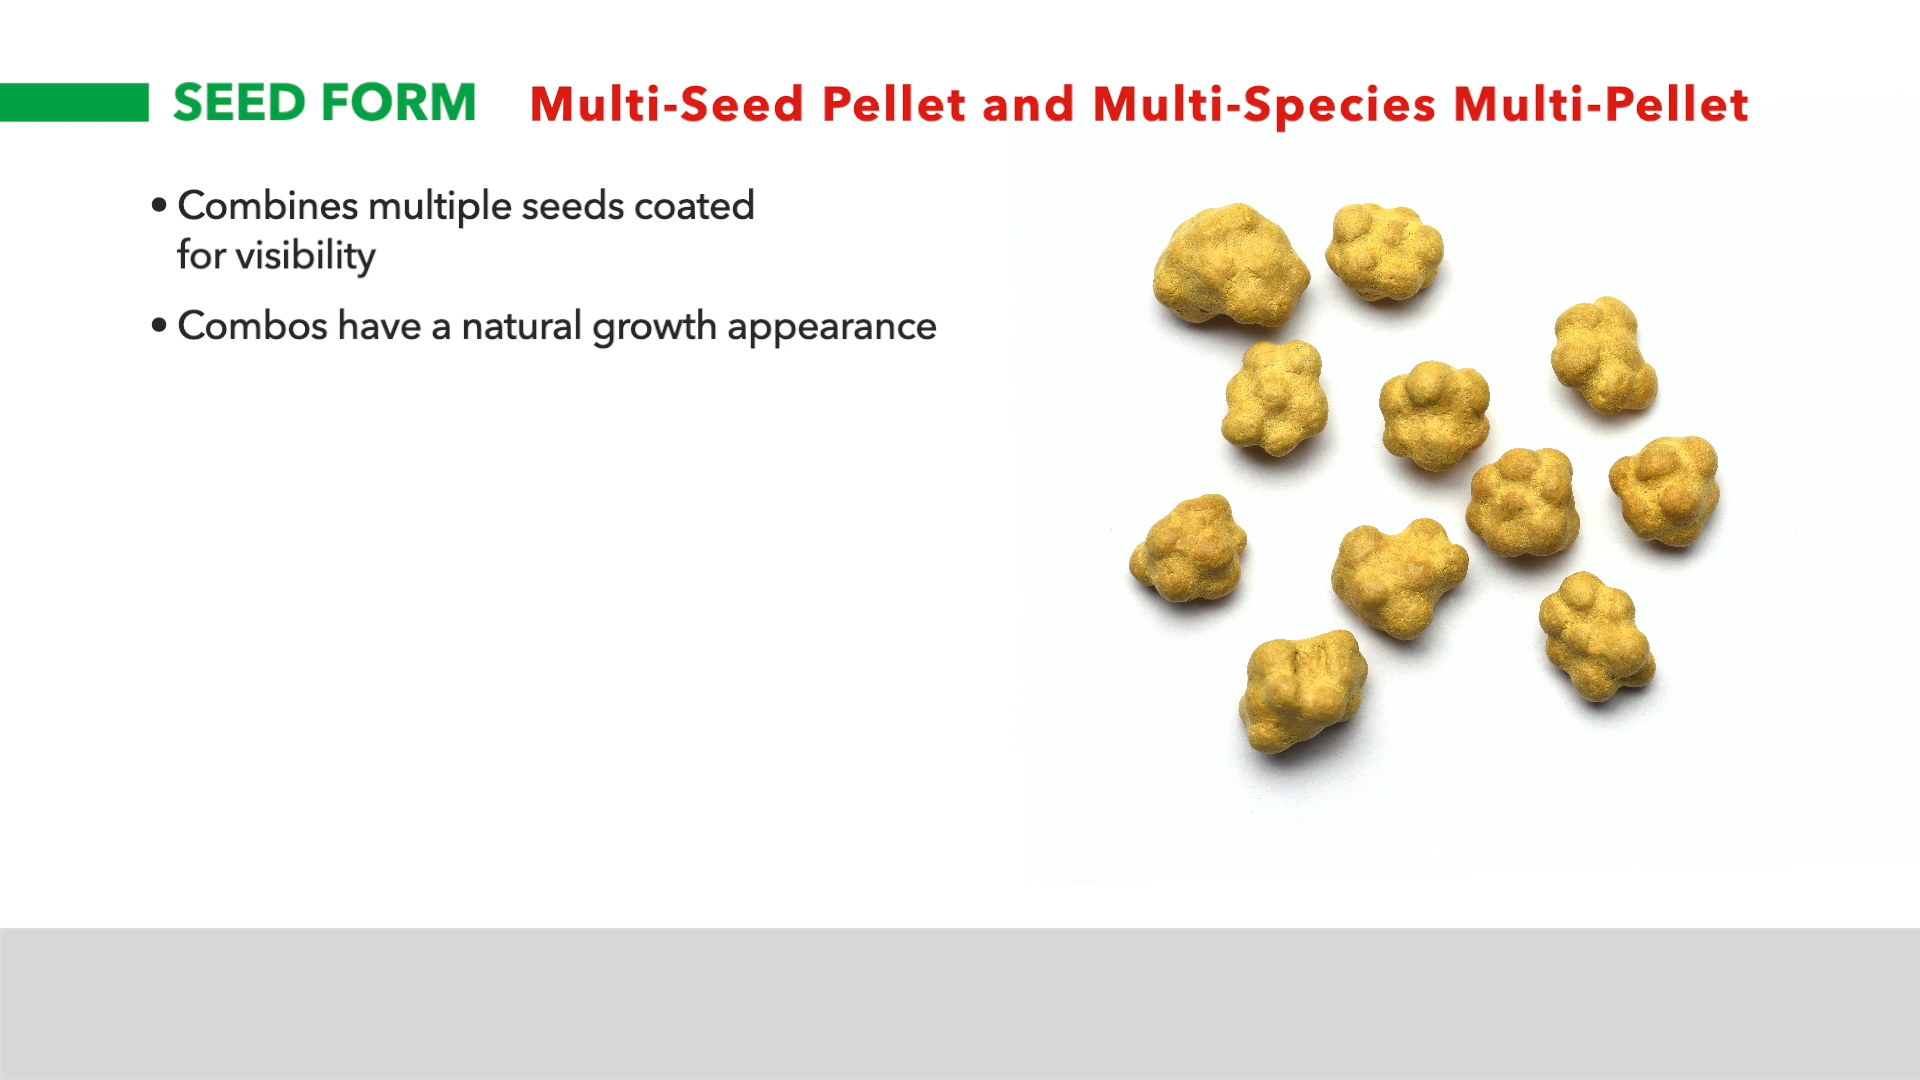 SEED FORM Multi-Seed Pellet and Multi-Species Multi-Pellet
• Combines multiple seeds coated
for visibility
• Combos have a natural growth appearance